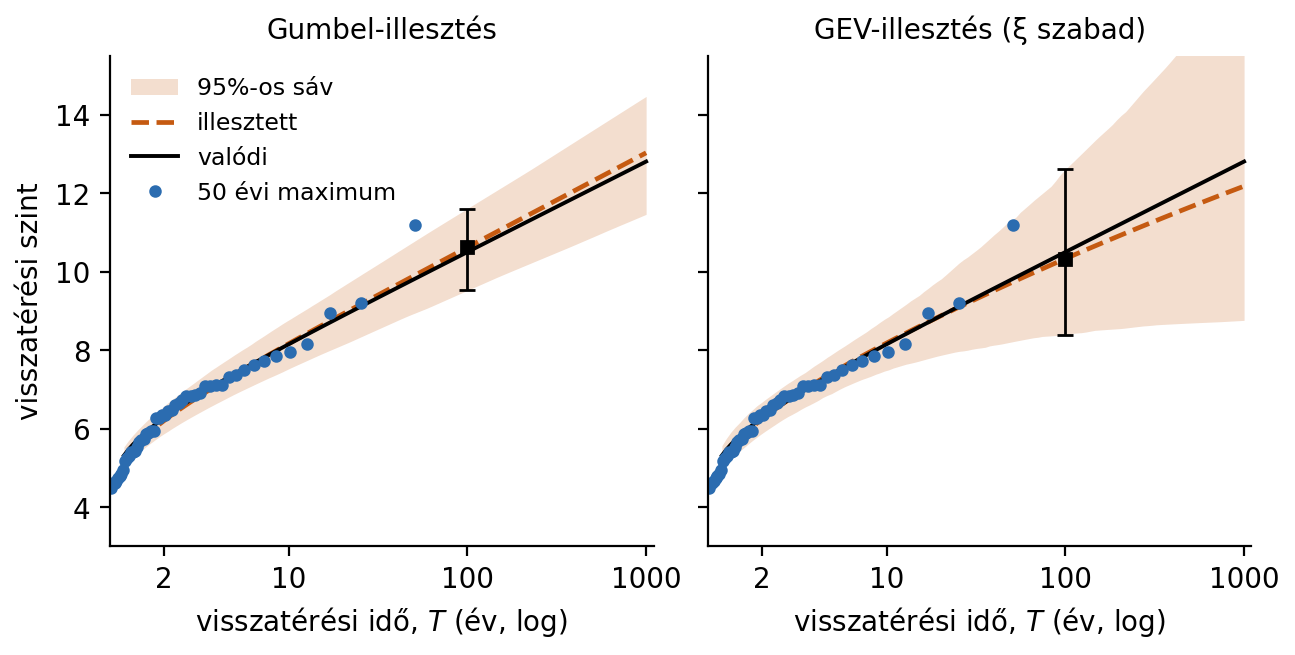 Gumbel-illesztés
GEV-illesztés (ξ szabad)
95%-os sáv
illesztett
valódi
50 évi maximum
visszatérési szint
14
12
10
8
6
4
2
10
100
1000
2
10
100
1000
visszatérési idő, T (év, log)
visszatérési idő, T (év, log)